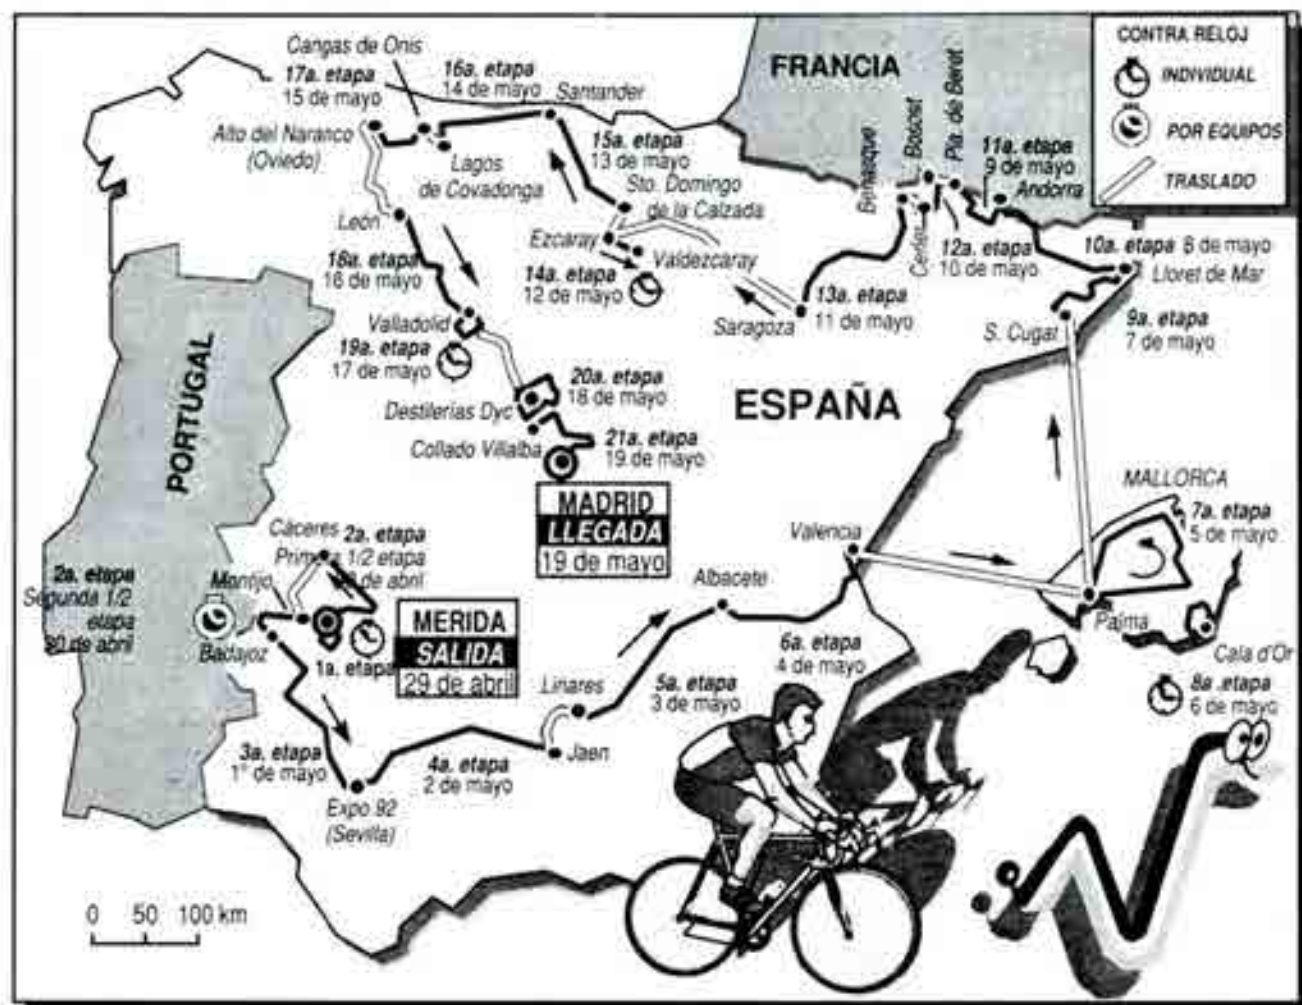 CONTRA RELOJ
INDIVIDUAL
POR EQUIPOS
TRASLADO
FRANCIA
Cangas de Onis
17a. etapa
15 de mayo
16a. etapa
14 de mayo
Santander
Alto del Naranco
(Oviedo)
Lagos
de Covadonga
15a. etapa
13 de mayo
Sto. Domingo
de la Calzada
Benasque
Pla. de Beret
11a. etapa
9 de mayo
Andorra
León
Ezcaray
Valdezcaray
14a. etapa
12 de mayo
Cerler
12a. etapa
10 de mayo
10a. etapa 8 de mayo
Lloret de Mar
18a. etapa
16 de mayo
Saragoza
13a. etapa
11 de mayo
S. Cugat
9a. etapa
7 de mayo
Valladolid
19a. etapa
17 de mayo
PORTUGAL
20a. etapa
18 de mayo
Destilerías Dyc
Collado Villalba
21a. etapa
19 de mayo
ESPAÑA
MADRID
LLEGADA
19 de mayo
MALLORCA
7a. etapa
5 de mayo
Valencia
Palma
Cala d'Or
8a .etapa
6 de mayo
Cáceres
2a. etapa
Primera 1/2 etapa
de abril
2a. etapa
Segunda 1/2
etapa
30 de abril
Montijo
Badajoz
1a. etapa
MERIDA
SALIDA
29 de abril
Albacete
6a. etapa
4 de mayo
Linares
5a. etapa
3 de mayo
Jaen
3a. etapa
1° de mayo
4a. etapa
2 de mayo
Expo 92
(Sevilla)
0 50 100 km